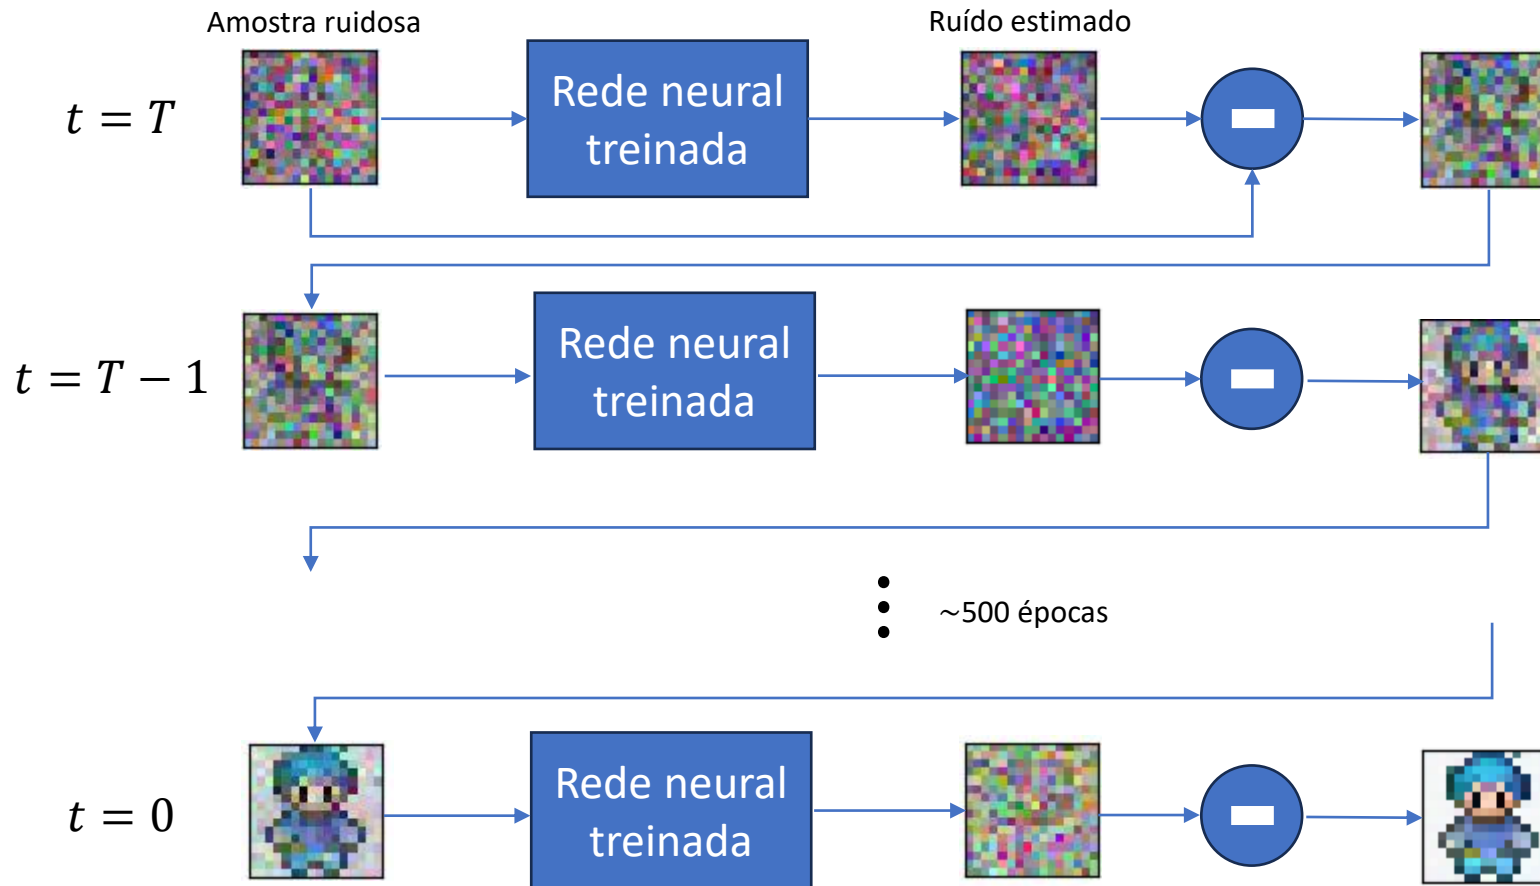 Amostra ruidosa
Ruído estimado
t = T
Rede neural
treinada
t = T − 1
Rede neural
treinada
~500 épocas
t = 0
Rede neural
treinada